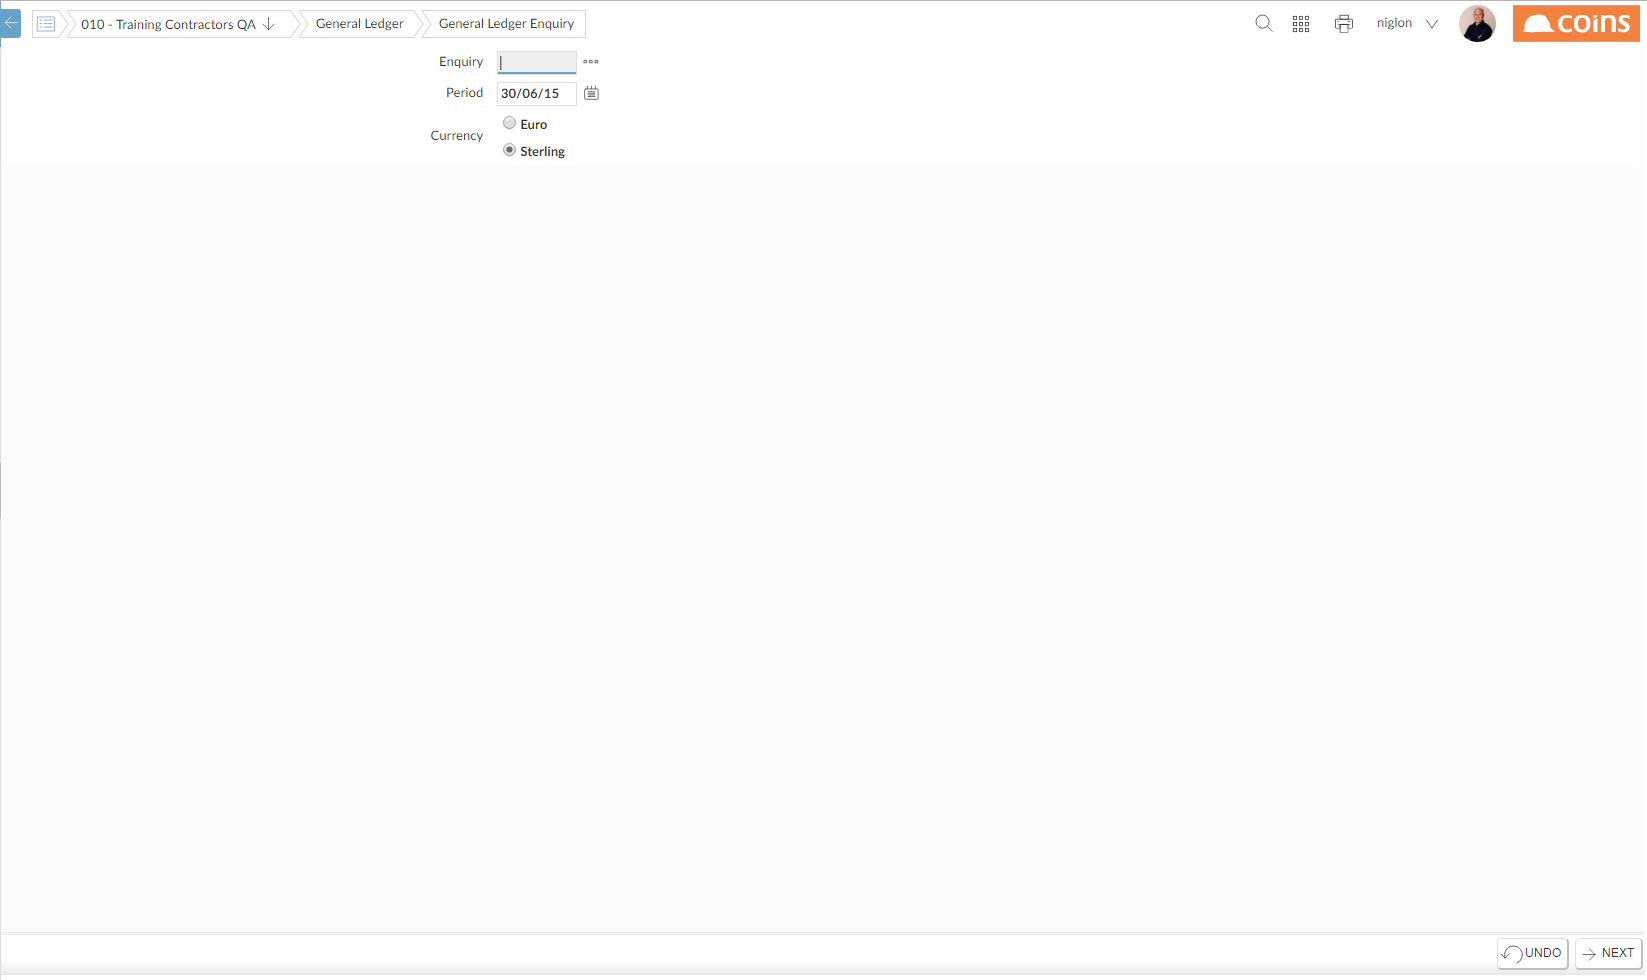 010 - Training Contractors QA
General Ledger
General Ledger Enquiry
niglon
coins
Enquiry
Period 30/06/15
Currency
Euro
Sterling
UNDO
NEXT